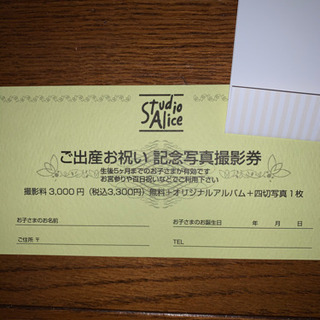 Studio
Alice
ご出産お祝い 記念写真撮影券
生後5ヶ月までのお子さまが有効です
お宮参りや百日祝いなどでご利用下さい
撮影料3,000円(税込3,300円)無料+オリジナルアルバム+四切写真1枚
お子さまのお名前
お子さまのお誕生日 年 月 日
ご住所 〒
TEL